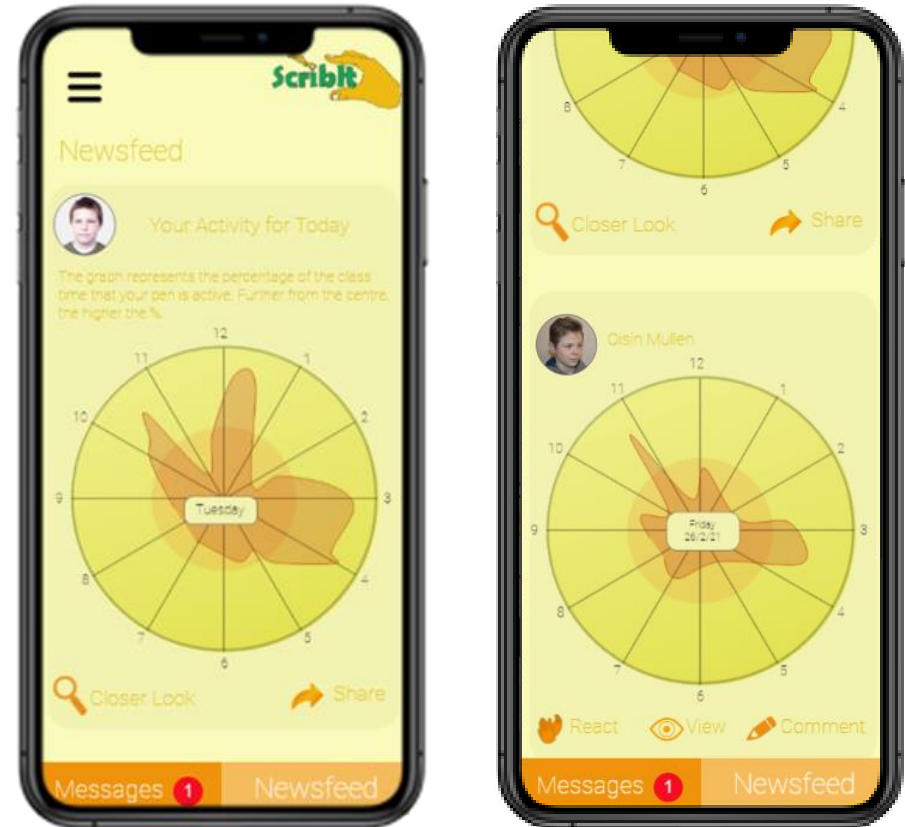 ScribIt
Newsfeed
Your Activity for Today
The graph represents the percentage of the class
time that your pen is active. Further from the centre,
the higher the %.
12
11
1
10
2
9
3
Tuesday
8
4
7
5
6
Closer Look
Share
Messages 1
Newsfeed
8
4
7
5
6
Closer Look
Share
Oisín Mullen
12
11
1
10
2
9
3
Friday
26/2/21
8
4
7
5
6
React
View
Comment
Messages 1
Newsfeed